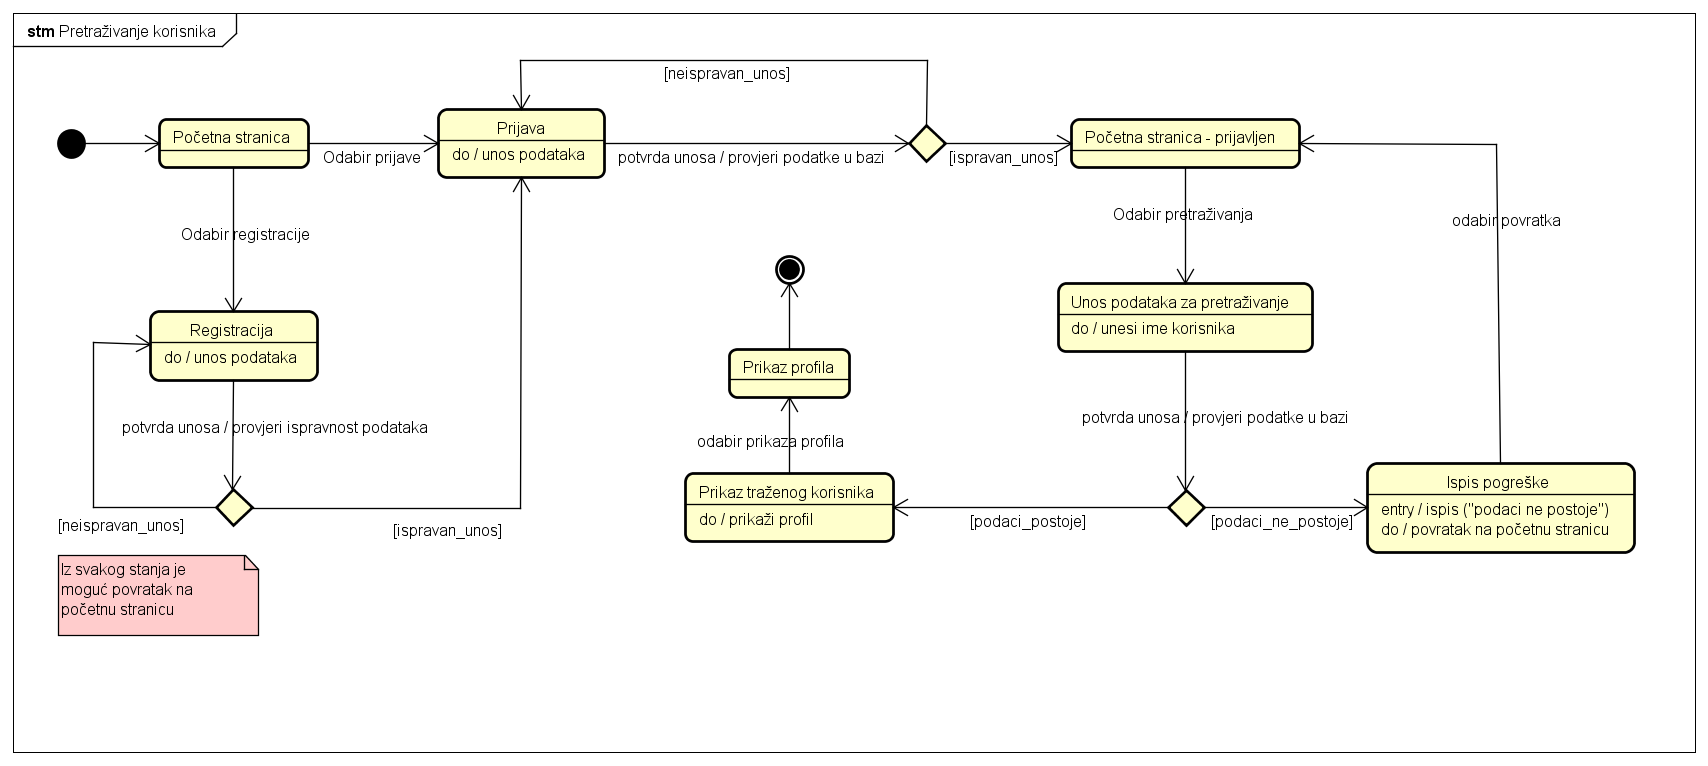 stm Pretraživanje korisnika
[neispravan_unos]
Početna stranica
Odabir prijave
Prijava
do / unos podataka
potvrda unosa / provjeri podatke u bazi
[ispravan_unos]
Početna stranica - prijavljen
Odabir registracije
Odabir pretraživanja
odabir povratka
Registracija
do / unos podataka
Unos podataka za pretraživanje
do / unesi ime korisnika
Prikaz profila
potvrda unosa / provjeri ispravnost podataka
odabir prikaza profila
potvrda unosa / provjeri podatke u bazi
[neispravan_unos]
[ispravan_unos]
Prikaz traženog korisnika
do / prikaži profil
[podaci_postoje]
[podaci_ne_postoje]
Ispis pogreške
entry / ispis ("podaci ne postoje")
do / povratak na početnu stranicu
Iz svakog stanja je
moguć povratak na
početnu stranicu